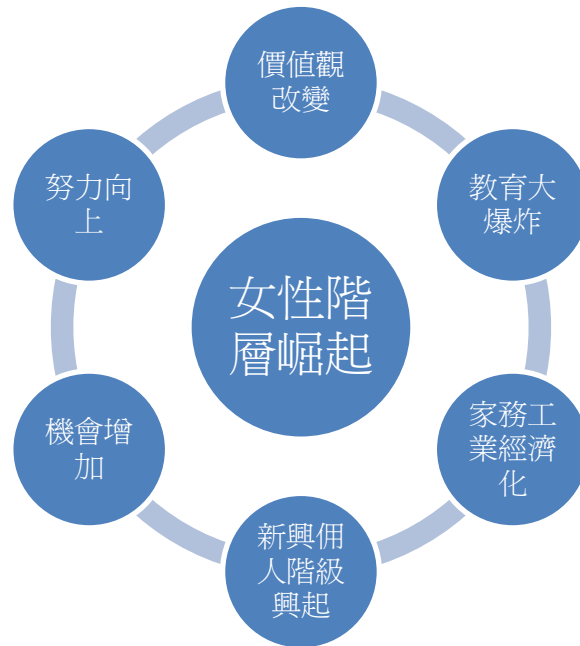 價值觀
改變
教育大
爆炸
家務工
業經濟
化
新興佣
人階級
興起
機會增
加
努力向
上
女性階
層崛起